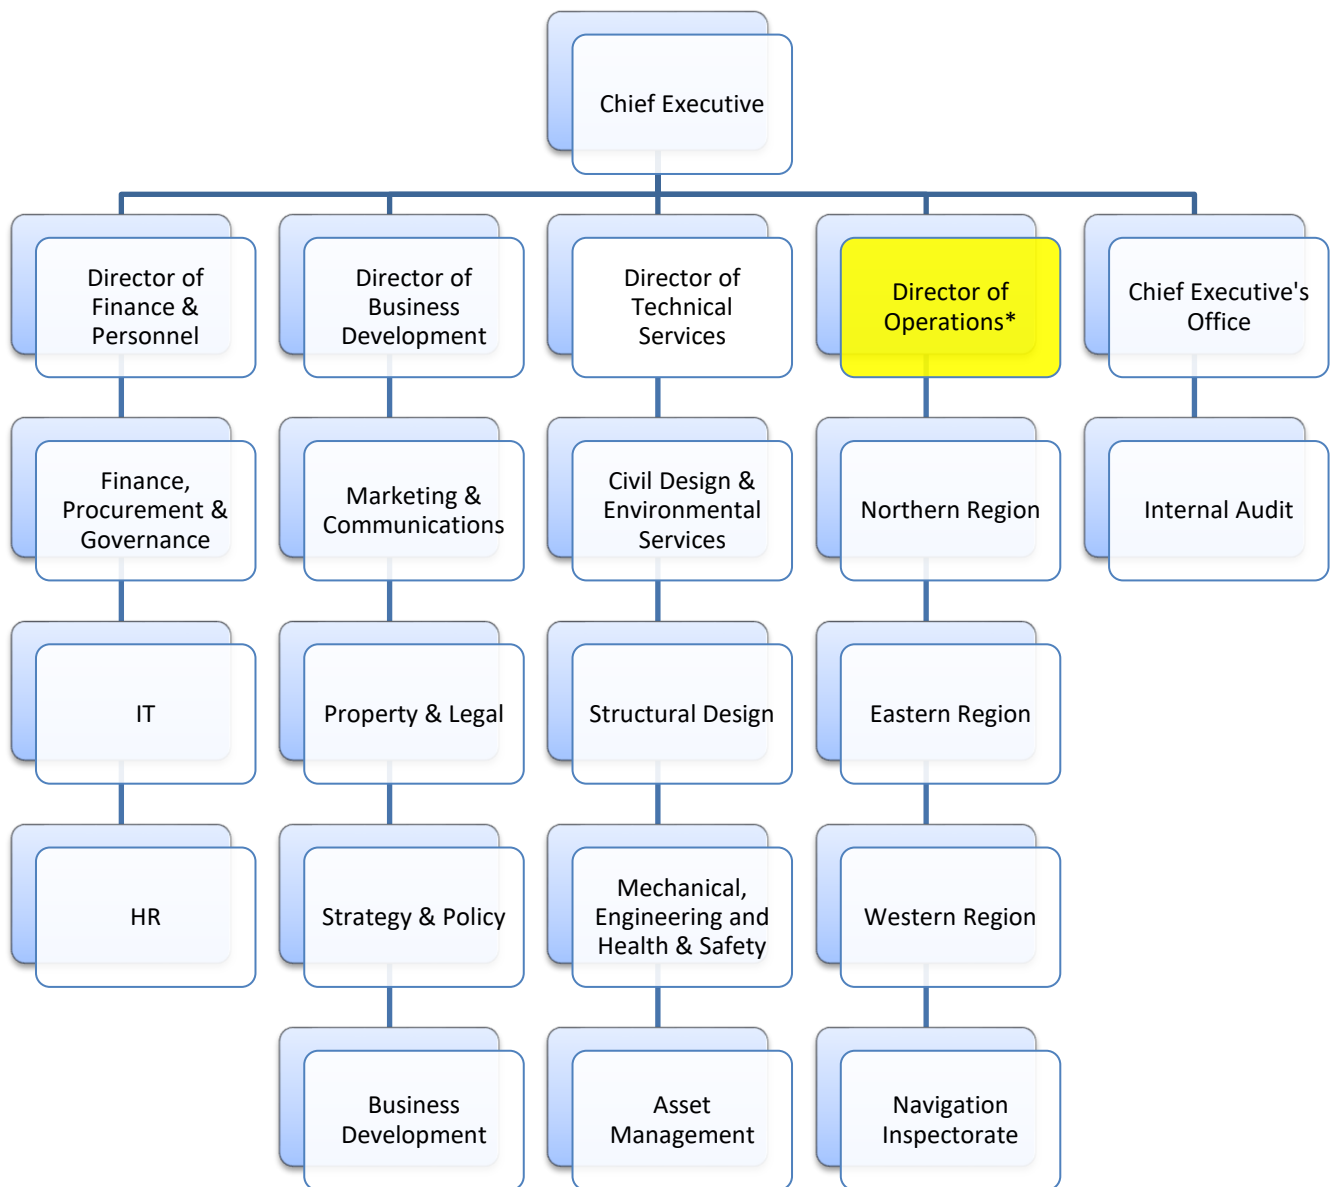 Chief Executive
Director of
Finance &
Personnel
Director of
Business
Development
Director of
Technical
Services
Director of
Operations*
Chief Executive's
Office
Finance,
Procurement &
Governance
Marketing &
Communications
Civil Design &
Environmental
Services
Northern Region
Internal Audit
IT
Property & Legal
Structural Design
Eastern Region
HR
Strategy & Policy
Mechanical,
Engineering and
Health & Safety
Western Region
Business
Development
Asset
Management
Navigation
Inspectorate